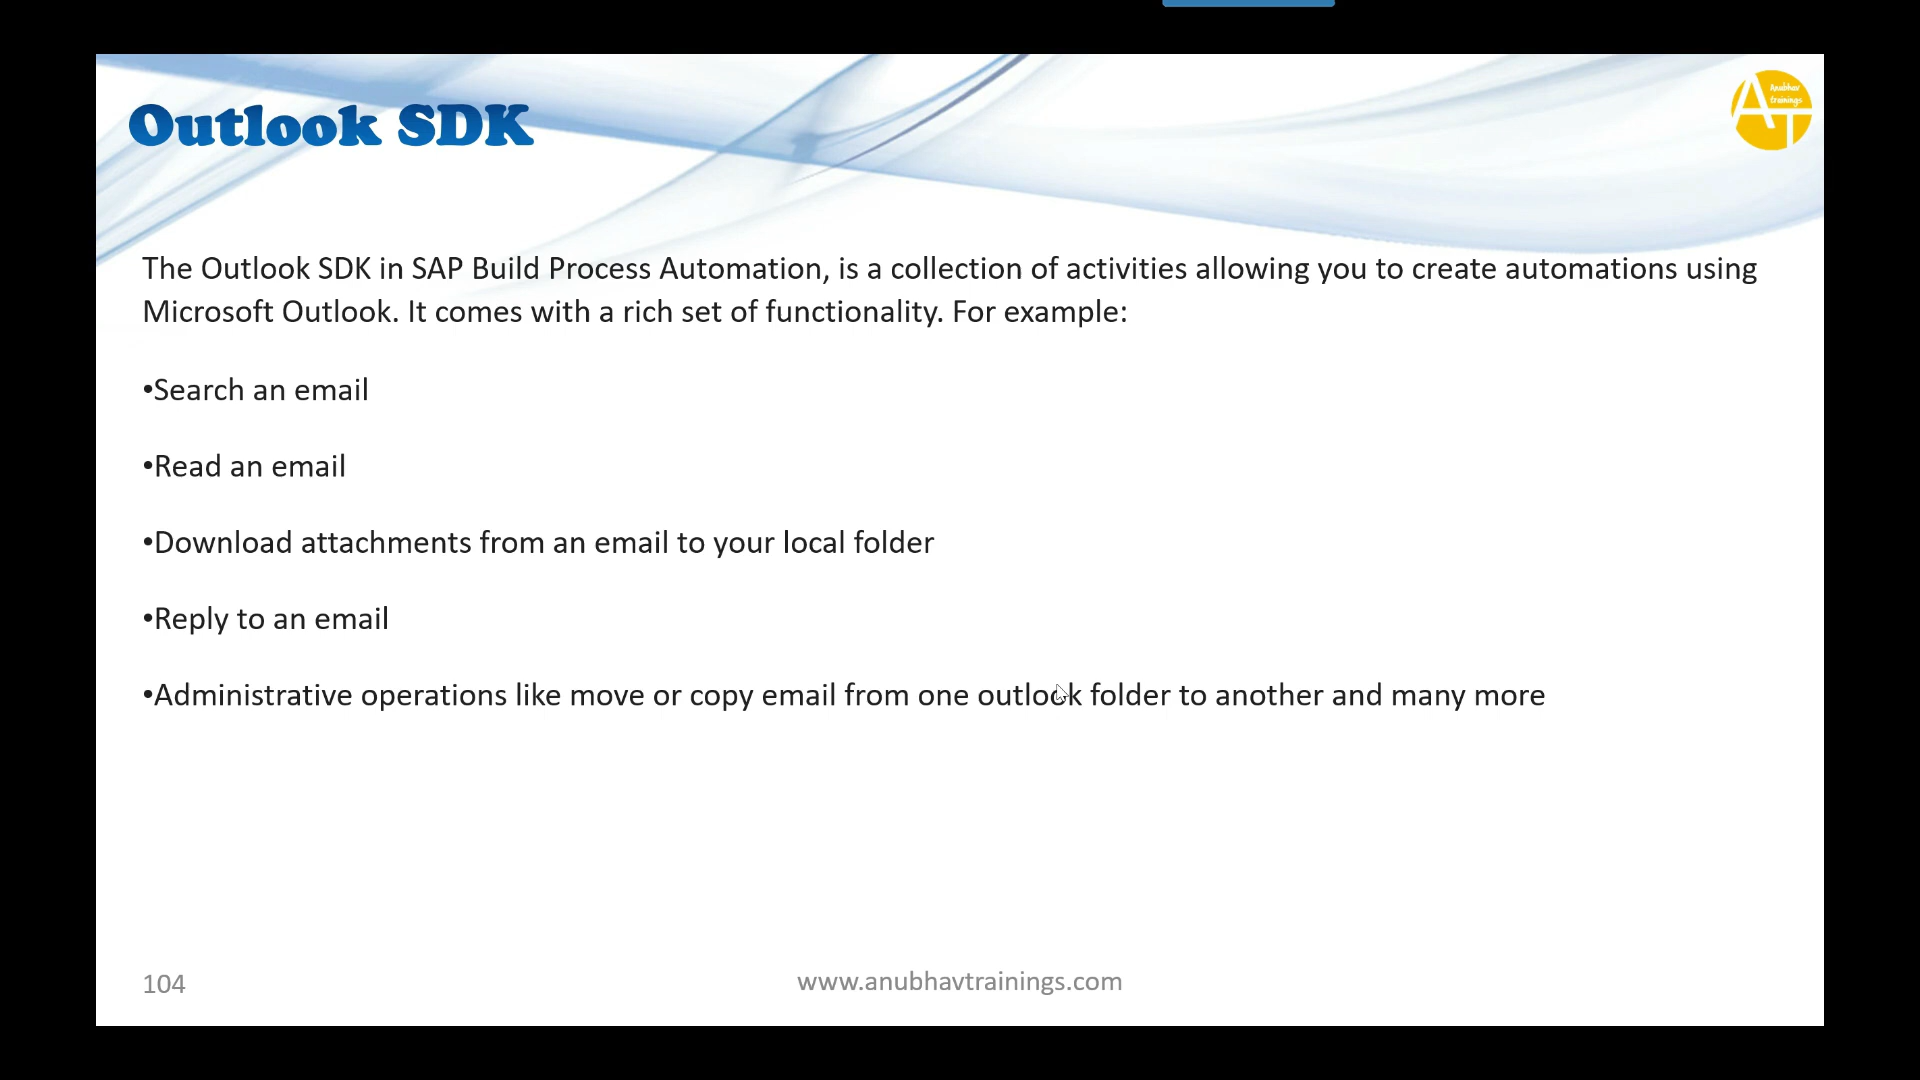 Outlook SDK
Anubhav
trainings
AT
The Outlook SDK in SAP Build Process Automation, is a collection of activities allowing you to create automations using
Microsoft Outlook. It comes with a rich set of functionality. For example:
•Search an email
•Read an email
•Download attachments from an email to your local folder
•Reply to an email
•Administrative operations like move or copy email from one outlook folder to another and many more
104
www.anubhavtrainings.com